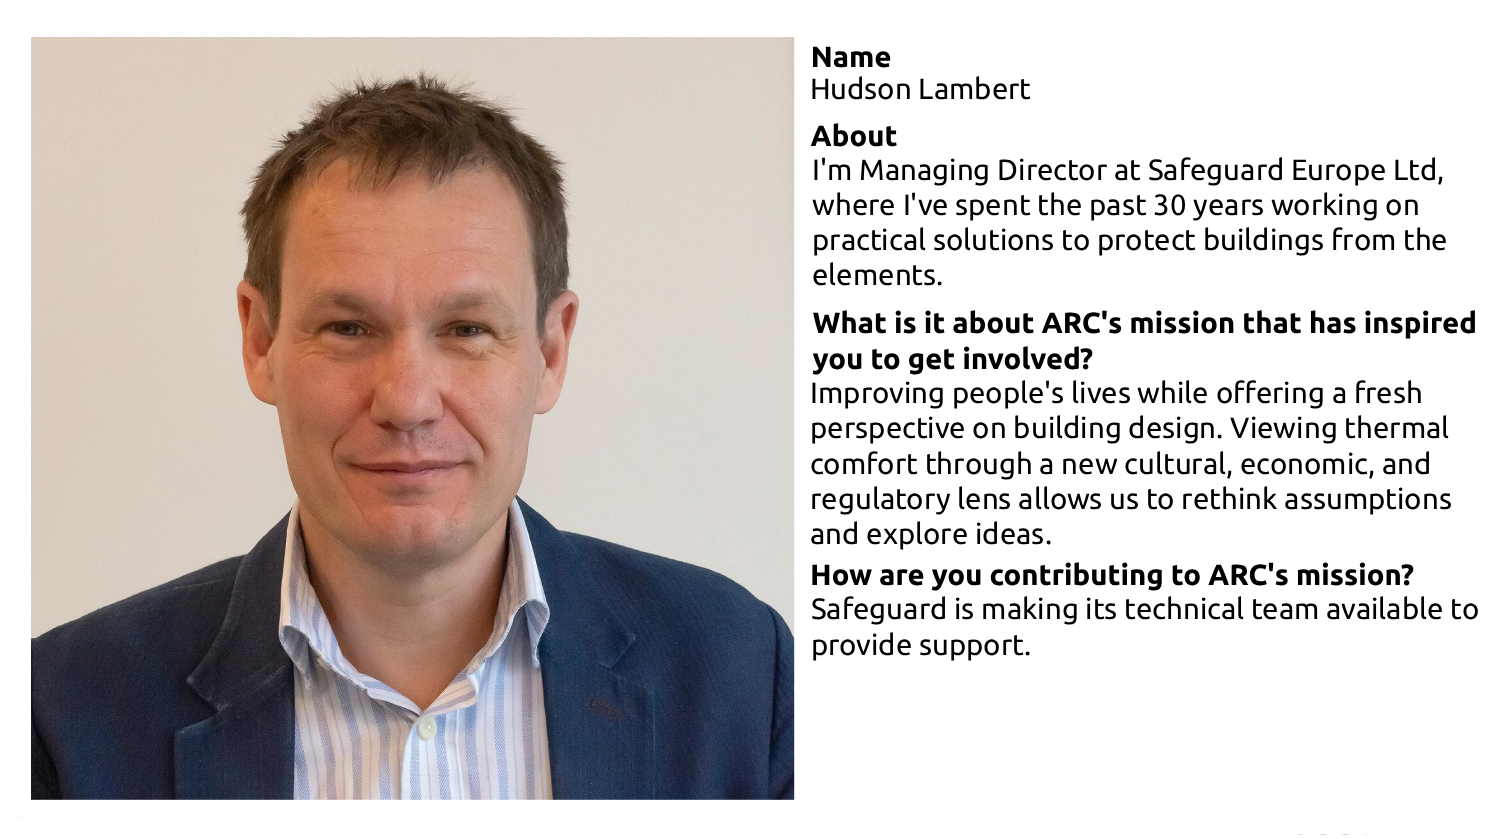 Name
Hudson Lambert
About
I'm Managing Director at Safeguard Europe Ltd,
where I've spent the past 30 years working on
practical solutions to protect buildings from the
elements.
What is it about ARC's mission that has inspired
you to get involved?
Improving people's lives while offering a fresh
perspective on building design. Viewing thermal
comfort through a new cultural, economic, and
regulatory lens allows us to rethink assumptions
and explore ideas.
How are you contributing to ARC's mission?
Safeguard is making its technical team available to
provide support.